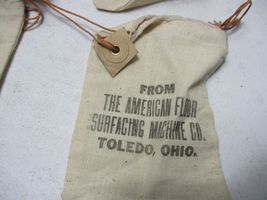 FROM
THE AMERICAN FLOOR
SURFACING MACHINE CO.
TOLEDO, OHIO.